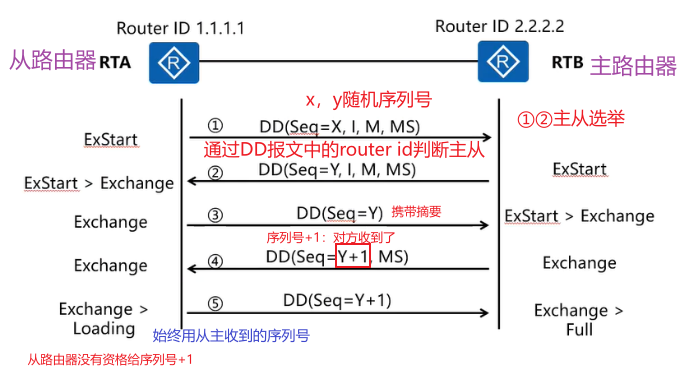 Router ID 1.1.1.1
Router ID 2.2.2.2
从路由器 RTA
R
R
RTB 主路由器
x，y随机序列号
① DD(Seq=X, I, M, MS)
①②主从选举
ExStart
通过DD报文中的router id判断主从
② DD(Seq=Y, I, M, MS)
ExStart
ExStart > Exchange
③ DD(Seq=Y) 携带摘要
ExStart > Exchange
Exchange
序列号+1：对方收到了
④ DD(Seq=Y+1, MS)
Exchange
Exchange
⑤ DD(Seq=Y+1)
Exchange >
Loading
Exchange >
Full
始终用从主收到的序列号
从路由器没有资格给序列号+1